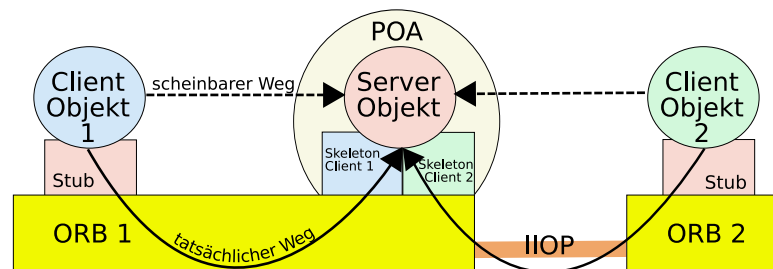 POA
Client
Objekt
1
scheinbarer Weg
Server
Objekt
Client
Objekt
2
Stub
Skeleton
Client 1
Skeleton
Client 2
Stub
ORB 1
tatsächlicher Weg
IIOP
ORB 2